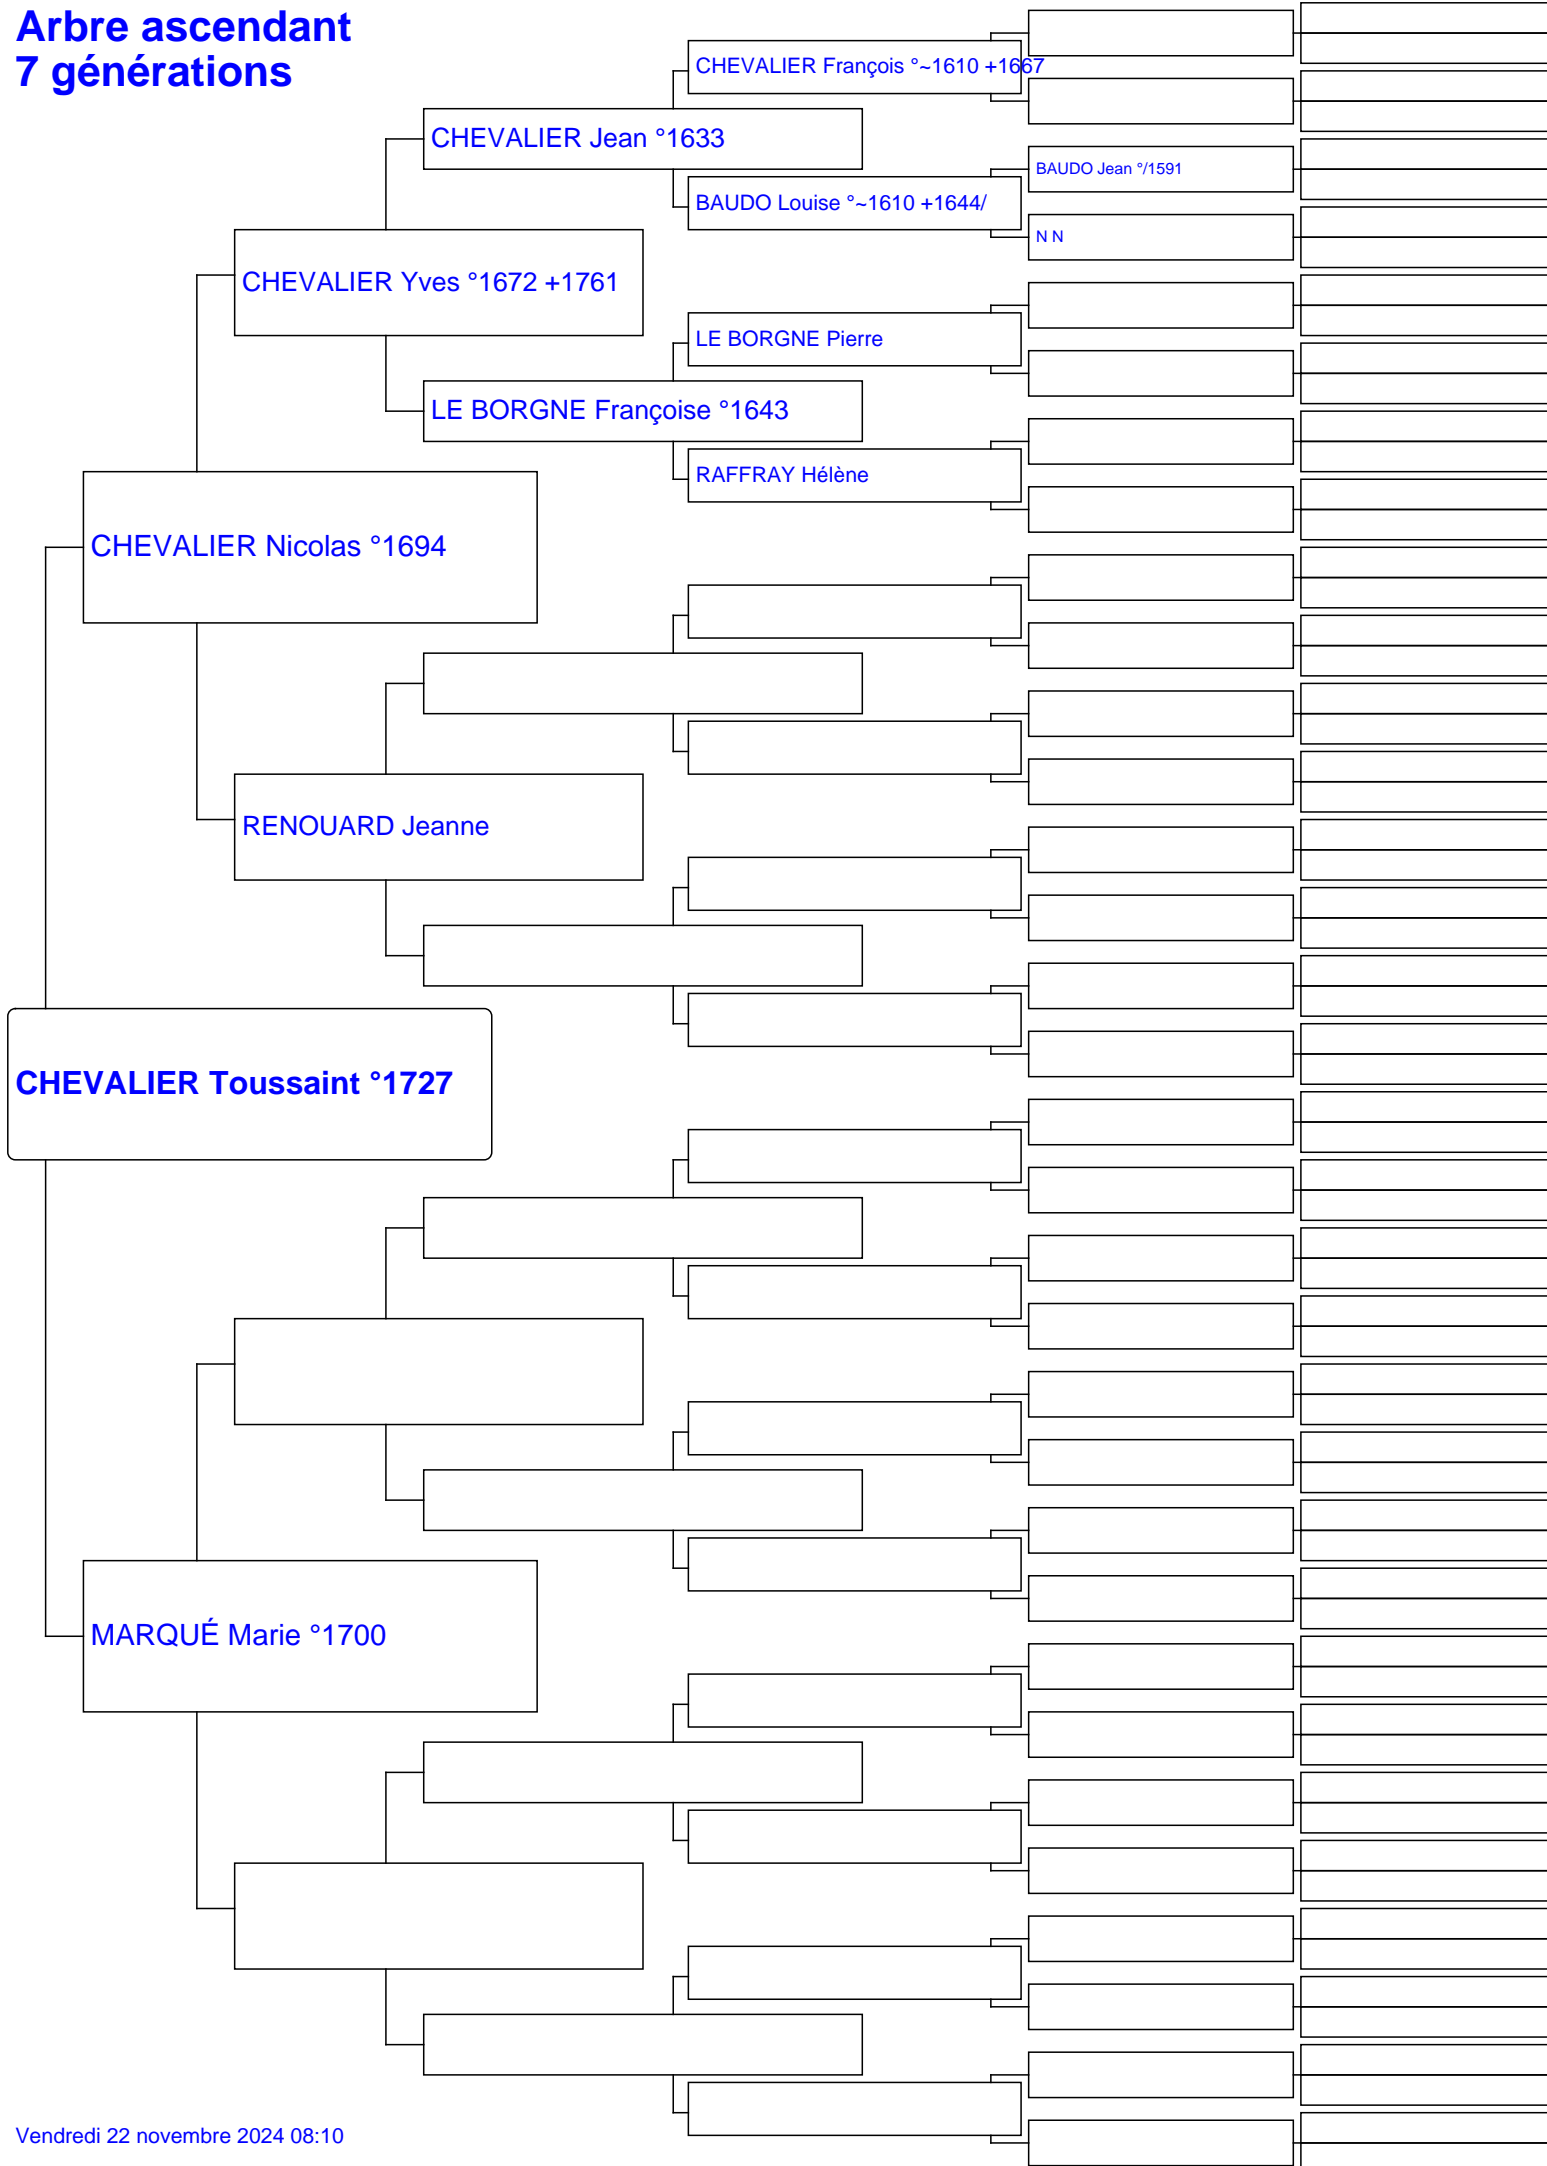 Arbre ascendant
7 générations
CHEVALIER François °~1610 +1667
CHEVALIER Jean °1633
BAUDO Jean °/1591
BAUDO Louise °~1610 +1644/
N N
CHEVALIER Yves °1672 +1761
LE BORGNE Pierre
LE BORGNE Françoise °1643
RAFFRAY Hélène
CHEVALIER Nicolas °1694
RENOUARD Jeanne
CHEVALIER Toussaint °1727
MARQUÉ Marie °1700
Vendredi 22 novembre 2024 08:10